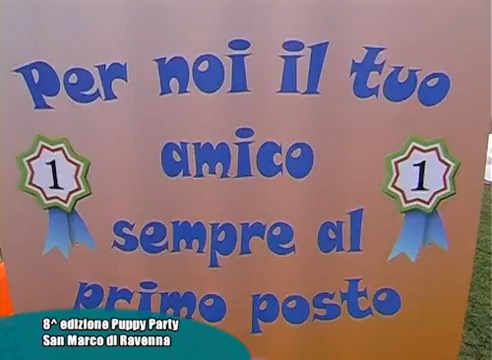 Per noi il tuo
amico
1
1
sempre al
primo posto
8^ edizione Puppy Party
San Marco di Ravenna